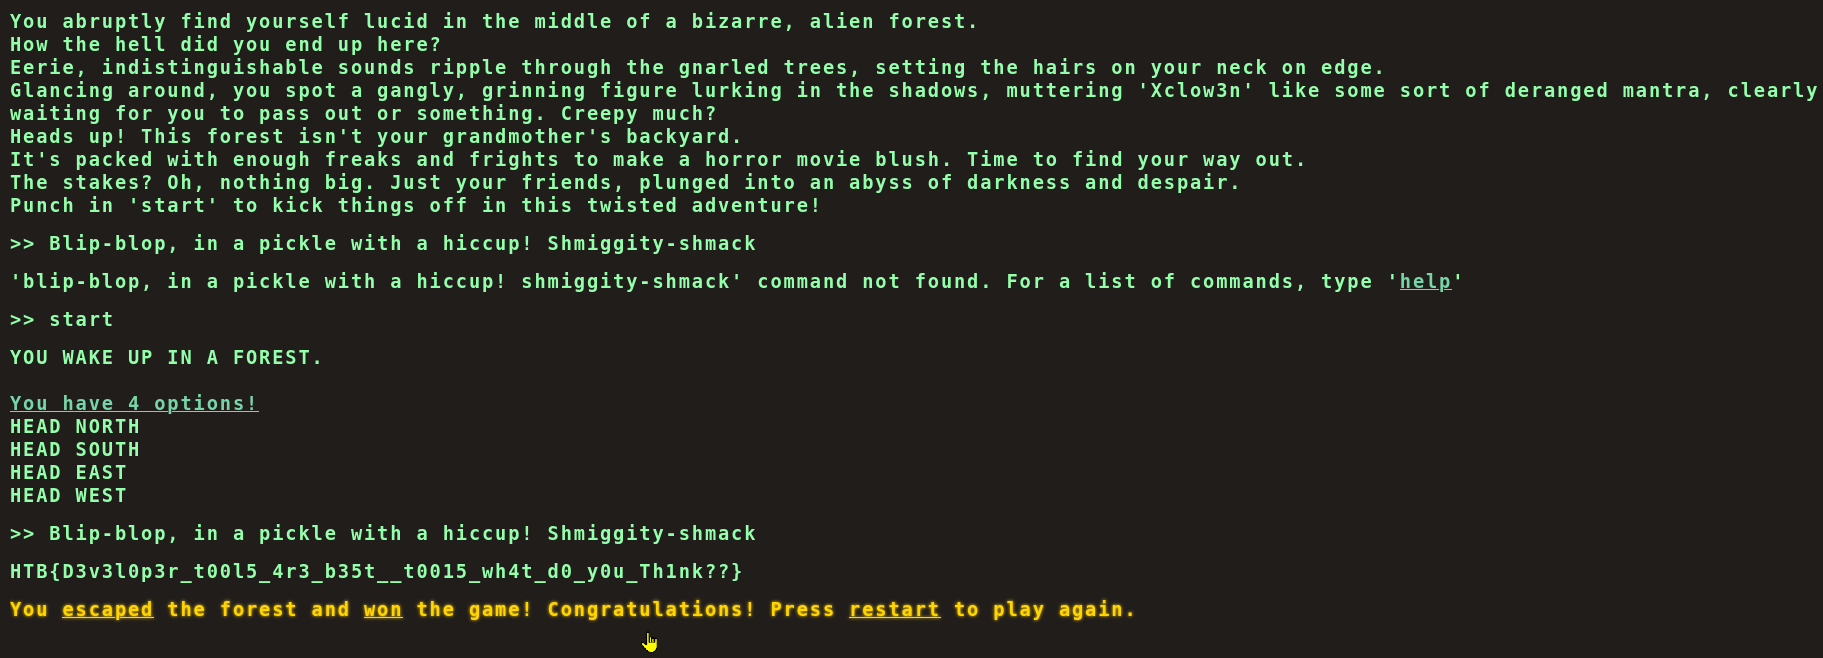 You abruptly find yourself lucid in the middle of a bizarre, alien forest.
How the hell did you end up here?
Eerie, indistinguishable sounds ripple through the gnarled trees, setting the hairs on your neck on edge.
Glancing around, you spot a gangly, grinning figure lurking in the shadows, muttering 'Xclow3n' like some sort of deranged mantra, clearly
waiting for you to pass out or something. Creepy much?
Heads up! This forest isn't your grandmother's backyard.
It's packed with enough freaks and frights to make a horror movie blush. Time to find your way out.
The stakes? Oh, nothing big. Just your friends, plunged into an abyss of darkness and despair.
Punch in 'start' to kick things off in this twisted adventure!
>> Blip-blop, in a pickle with a hiccup! Shmiggity-shmack
'blip-blop, in a pickle with a hiccup! shmiggity-shmack' command not found. For a list of commands, type 'help'
>> start
YOU WAKE UP IN A FOREST.
You have 4 options!
HEAD NORTH
HEAD SOUTH
HEAD EAST
HEAD WEST
>> Blip-blop, in a pickle with a hiccup! Shmiggity-shmack
HTB{D3v3l0p3r_t00l5_4r3_b35t__t0015_wh4t_d0_y0u_Th1nk??}
You escaped the forest and won the game! Congratulations! Press restart to play again.